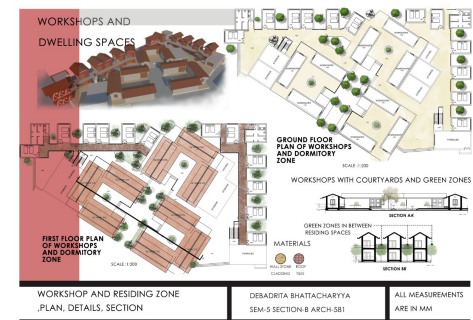 WORKSHOPS AND
DWELLING SPACES
GROUND FLOOR
PLAN OF WORKSHOPS
AND DORMITORY
ZONE
SCALE :1:200
WORKSHOPS WITH COURTYARDS AND GREEN ZONES
SECTION AA'
GREEN ZONES IN BETWEEN
RESIDING SPACES
SECTION BB'
FIRST FLOOR PLAN
OF WORKSHOPS
AND DORMITORY
ZONE
SCALE :1:200
MATERIALS
CLADDING
ROOF
TILES
WORKSHOP AND RESIDING ZONE
,PLAN, DETAILS, SECTION
DEBADRITA BHATTACHARYYA
SEM-5 SECTION-B ARCH-581
ALL MEASUREMENTS
ARE IN MM